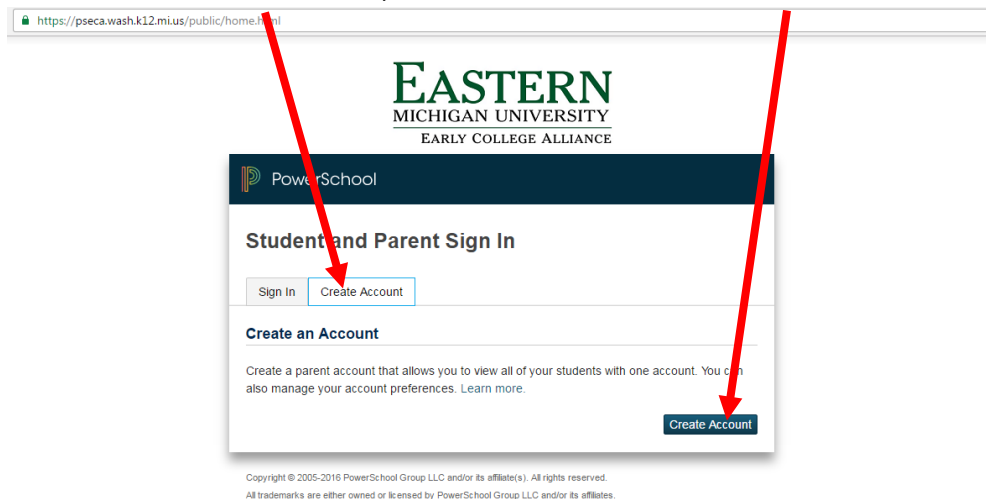 https://pseca.wash.k12.mi.us/public/home.html
EASTERN
MICHIGAN UNIVERSITY
EARLY COLLEGE ALLIANCE
PowerSchool
Student and Parent Sign In
Sign In
Create Account
Create an Account
Create a parent account that allows you to view all of your students with one account. You can
also manage your account preferences. Learn more.
Create Account
Copyright © 2005-2016 PowerSchool Group LLC and/or its affiliate(s). All rights reserved.
All trademarks are either owned or licensed by PowerSchool Group LLC and/or its affiliates.